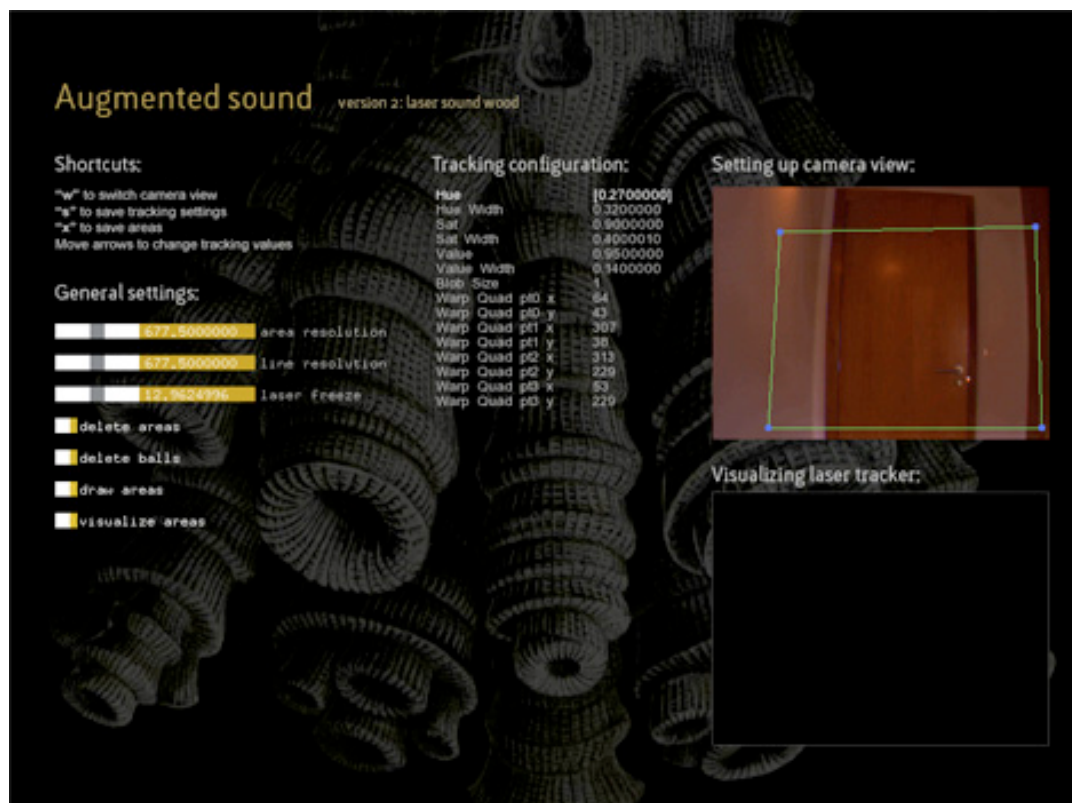 Augmented sound version 2: laser sound wood
Shortcuts:
"w" to switch camera view
"s" to save tracking settings
"x" to save areas
Move arrows to change tracking values
General settings:
677.5000000 area resolution
677.5000000 line resolution
12.9624996 laser freeze
delete areas
delete balls
draw areas
visualize areas
Tracking configuration:
Hue [0.2700000]
Hue Width 0.3200000
Sat 0.9000000
Sat Width 0.4000010
Value 0.9500000
Value Width 0.1400000
Blob Size 1
Warp Quad pt0 x 64
Warp Quad pt0 y 43
Warp Quad pt1 x 307
Warp Quad pt1 y 38
Warp Quad pt2 x 313
Warp Quad pt2 y 229
Warp Quad pt3 x 53
Warp Quad pt3 y 229
Setting up camera view:
Visualizing laser tracker: